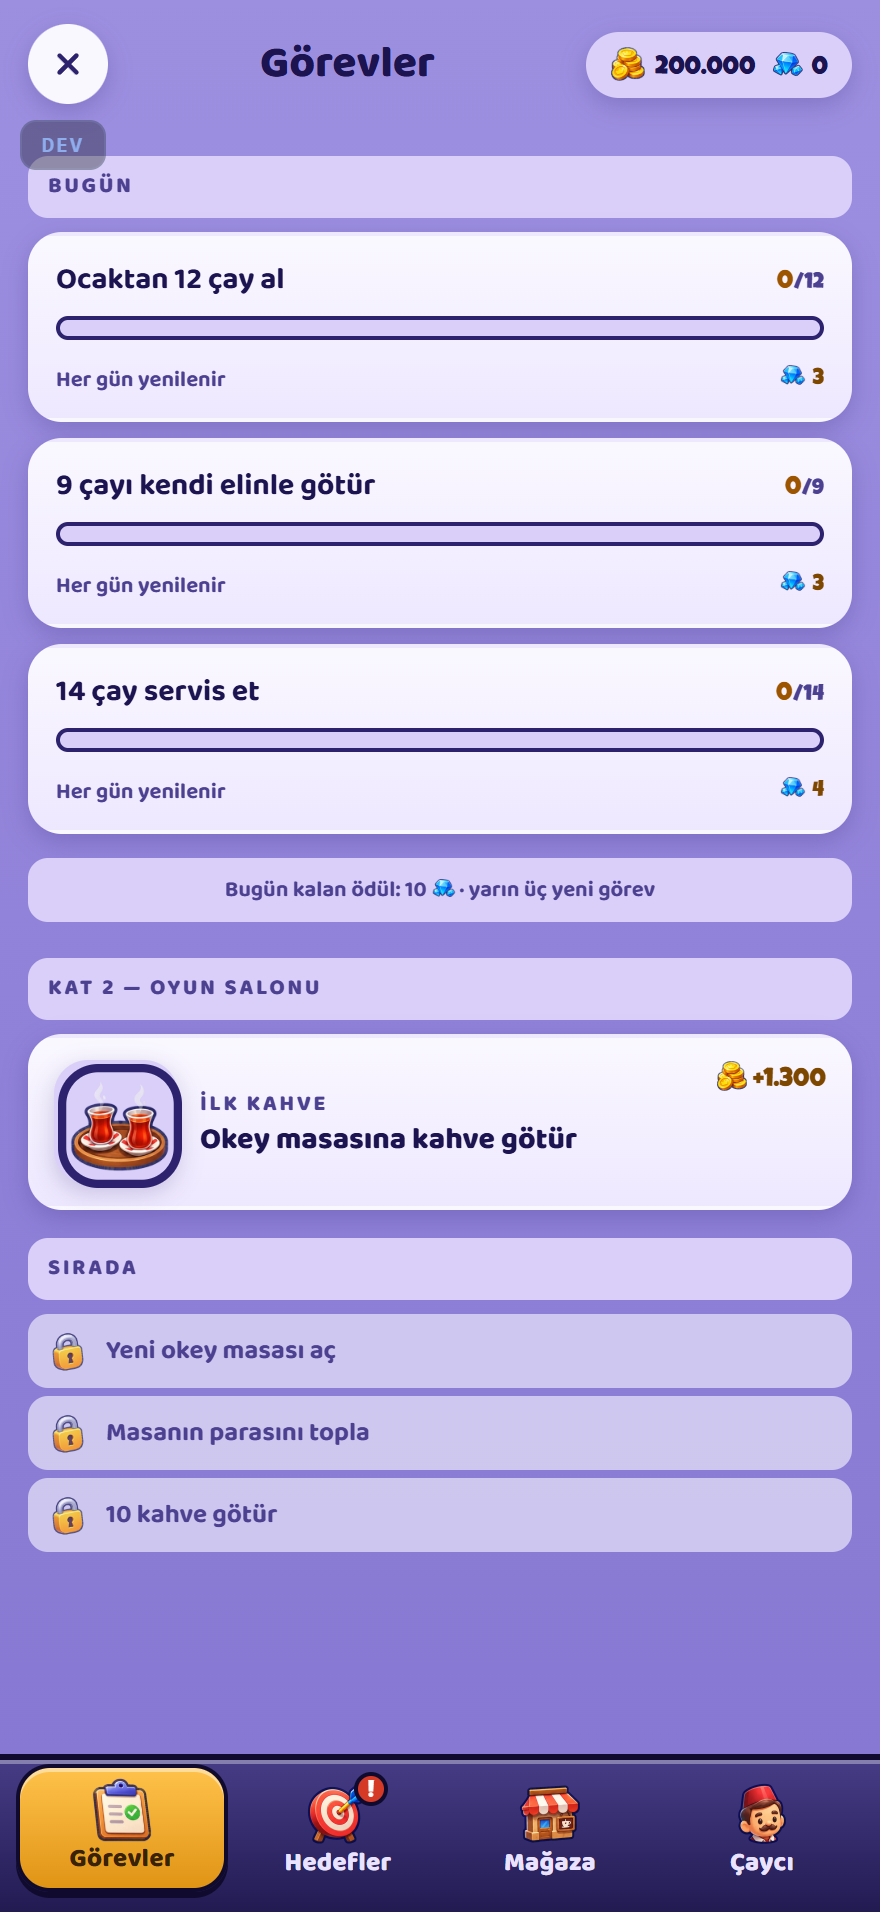 Görevler
200.000 0
DEV
BUGÜN
Ocaktan 12 çay al
0/12
Her gün yenilenir
3
9 çayı kendi elinle götür
0/9
Her gün yenilenir
3
14 çay servis et
0/14
Her gün yenilenir
4
Bugün kalan ödül: 10 · yarın üç yeni görev
KAT 2 — OYUN SALONU
+1.300
İLK KAHVE
Okey masasına kahve götür
SIRADA
Yeni okey masası aç
Masanın parasını topla
10 kahve götür
!
Görevler
Hedefler
Mağaza
Çaycı